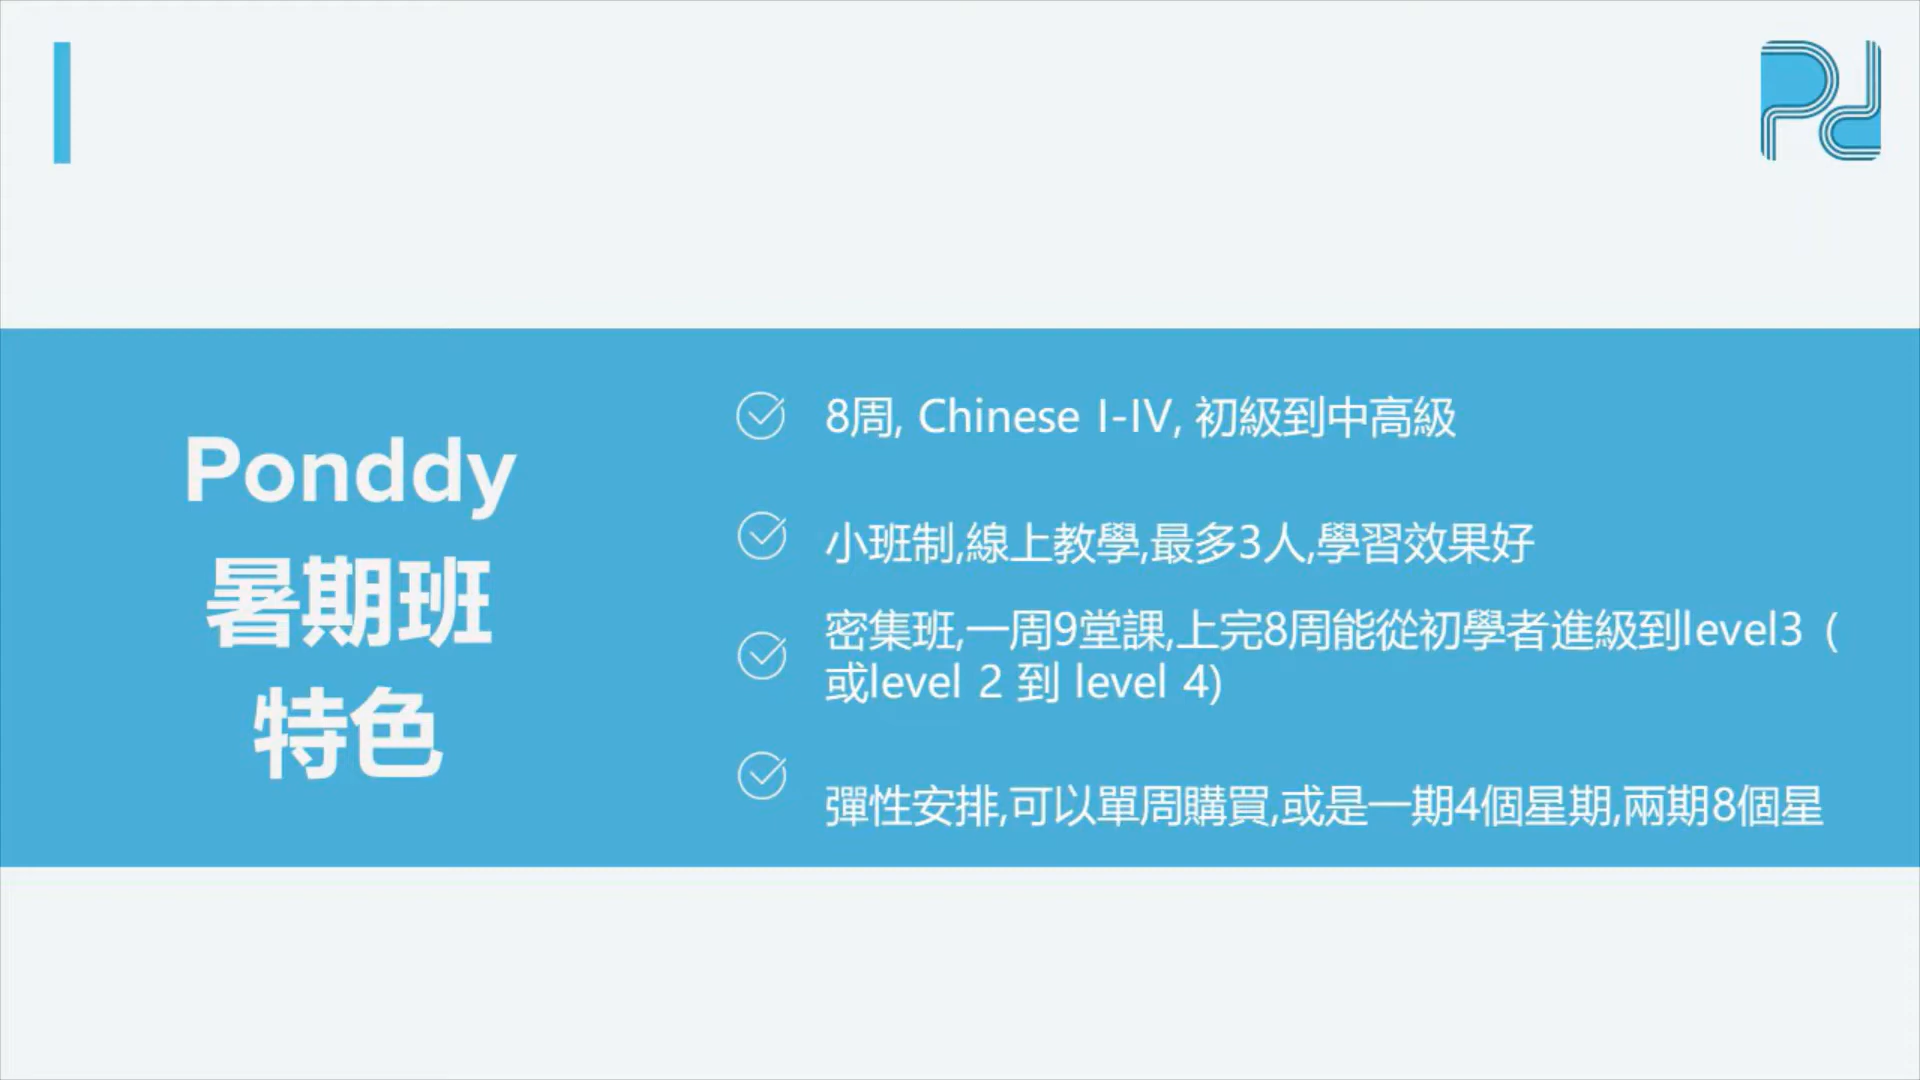 Pd
Ponddy
暑期班
特色
8周, Chinese I-IV, 初級到中高級
小班制,線上教學,最多3人,學習效果好
密集班,一周9堂課,上完8周能從初學者進級到level3 (
或level 2 到 level 4)
彈性安排,可以單周購買,或是一期4個星期,兩期8個星